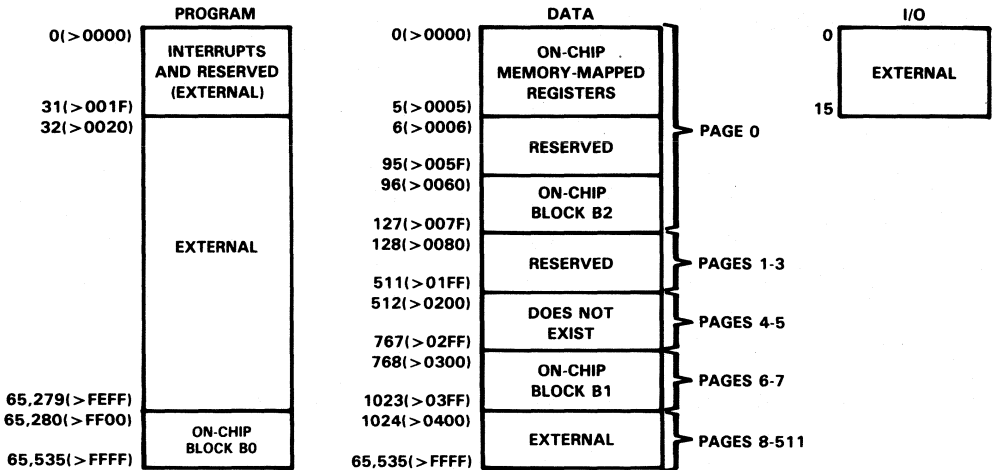 PROGRAM
0(>0000)
INTERRUPTS
AND RESERVED
(EXTERNAL)
31(>001F)
32(>0020)
EXTERNAL
65,279(>FEFF)
65,280(>FF00)
ON-CHIP
BLOCK B0
65,535(>FFFF)
DATA
0(>0000)
ON-CHIP
MEMORY-MAPPED
REGISTERS
5(>0005)
6(>0006)
RESERVED
95(>005F)
96(>0060)
ON-CHIP
BLOCK B2
127(>007F)
PAGE 0
128(>0080)
RESERVED
511(>01FF)
PAGES 1-3
512(>0200)
DOES NOT
EXIST
767(>02FF)
PAGES 4-5
768(>0300)
ON-CHIP
BLOCK B1
1023(>03FF)
PAGES 6-7
1024(>0400)
EXTERNAL
65,535(>FFFF)
PAGES 8-511
I/O
0
EXTERNAL
15